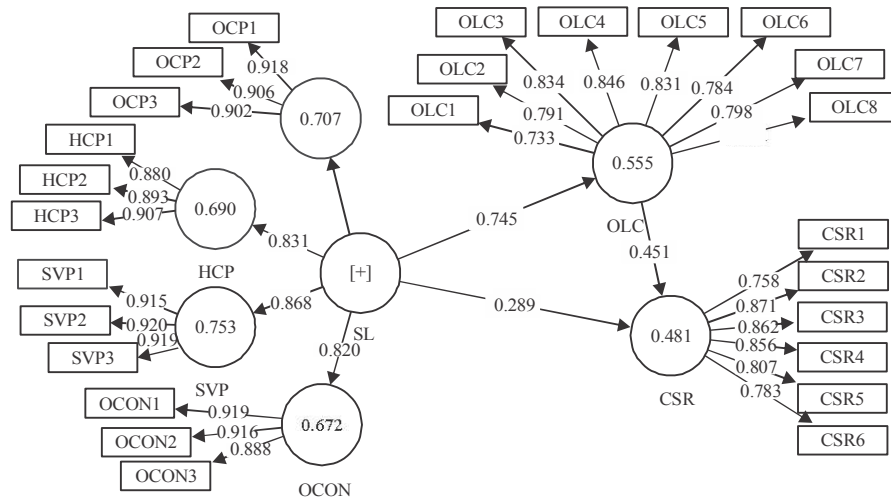 OCP1
OCP2
OCP3
0.918
0.906
0.902
0.707
HCP1
HCP2
HCP3
0.880
0.893
0.907
0.690
HCP
0.831
SVP1
SVP2
SVP3
0.915
0.920
0.919
0.753
SVP
0.868
[+]
SL
0.820
OCON1
OCON2
OCON3
0.919
0.916
0.888
0.672
OCON
OLC1
OLC2
OLC3
OLC4
OLC5
OLC6
OLC7
OLC8
0.733
0.791
0.834
0.846
0.831
0.784
0.798
0.555
OLC
0.745
0.451
0.289
0.481
CSR
CSR1
CSR2
CSR3
CSR4
CSR5
CSR6
0.758
0.871
0.862
0.856
0.807
0.783